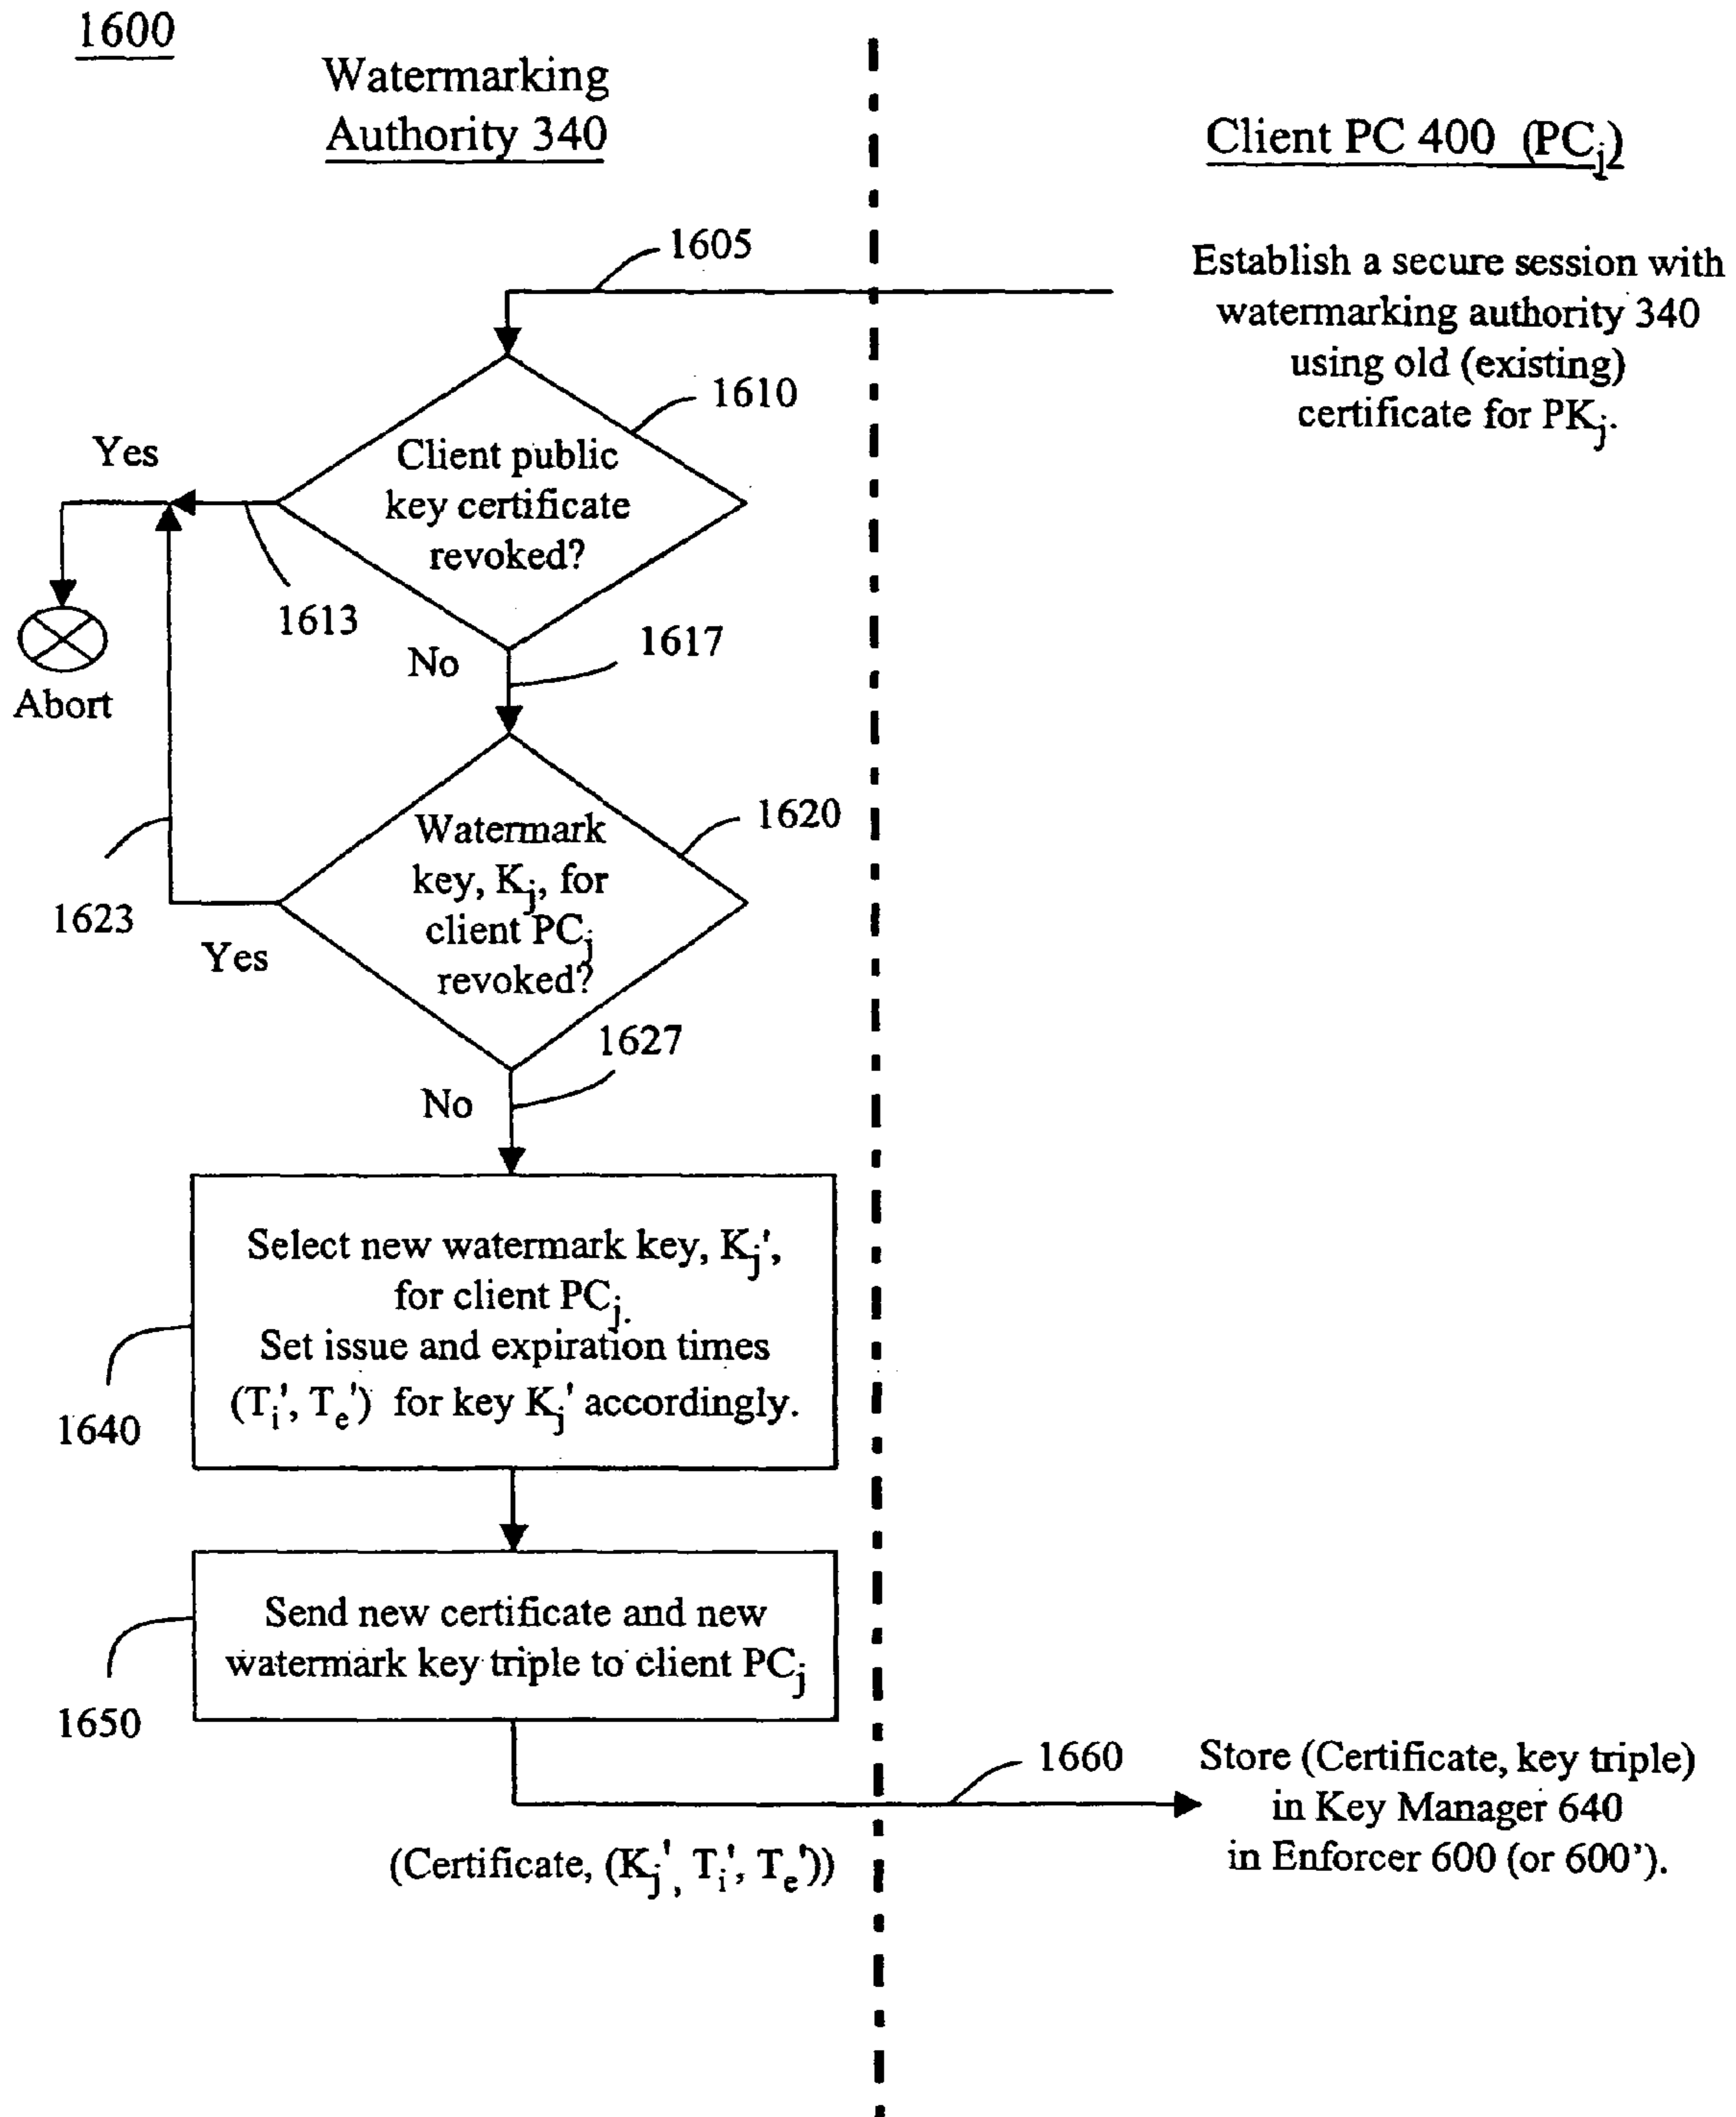 1600
Watermarking
Authority 340
Client PC 400 (PCj)
Establish a secure session with
watermarking authority 340
using old (existing)
certificate for PKj.
1605
1610
Client public
key certificate
revoked?
Yes
1613
Abort
No
1617
Watermark
key, Kj, for
client PCj
revoked?
1620
1623
Yes
1627
No
Select new watermark key, Kj',
for client PCj.
Set issue and expiration times
(Ti', Te') for key Kj' accordingly.
1640
Send new certificate and new
watermark key triple to client PCj
1650
1660
Store (Certificate, key triple)
in Key Manager 640
in Enforcer 600 (or 600').
(Certificate, (Kj', Ti', Te'))